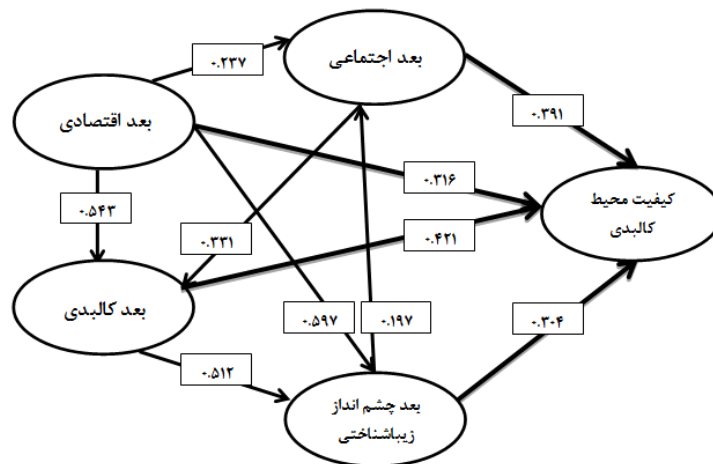 بعد اجتماعی
۰.۲۳۷
بعد اقتصادی
۰.۳۹۱
۰.۳۱۶
کیفیت محیط
کالبدی
۰.۵۴۳
۰.۳۳۱
۰.۴۲۱
بعد کالبدی
۰.۵۹۷
۰.۱۹۷
۰.۳۰۴
۰.۵۱۲
بعد چشم انداز
زیباشناختی